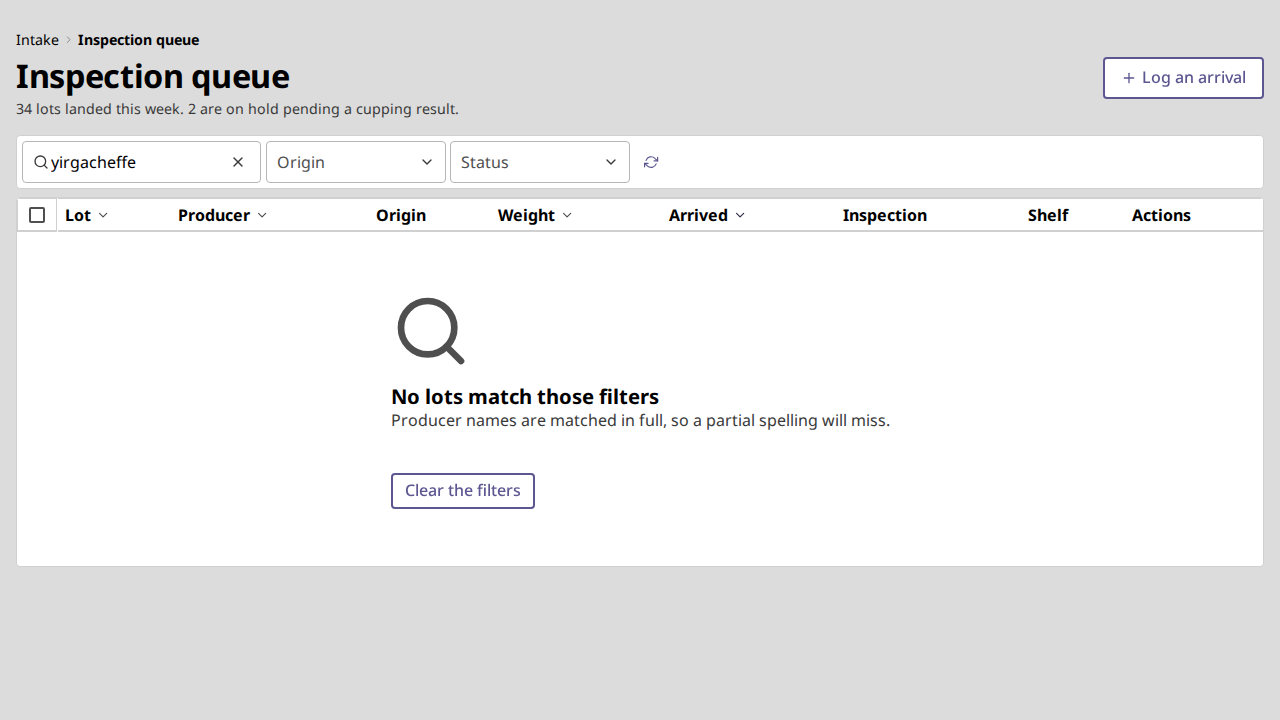 Intake > Inspection queue
Inspection queue
+ Log an arrival
34 lots landed this week. 2 are on hold pending a cupping result.
yirgacheffe Origin Status
Lot Producer Origin Weight Arrived Inspection Shelf Actions
No lots match those filters
Producer names are matched in full, so a partial spelling will miss.
Clear the filters